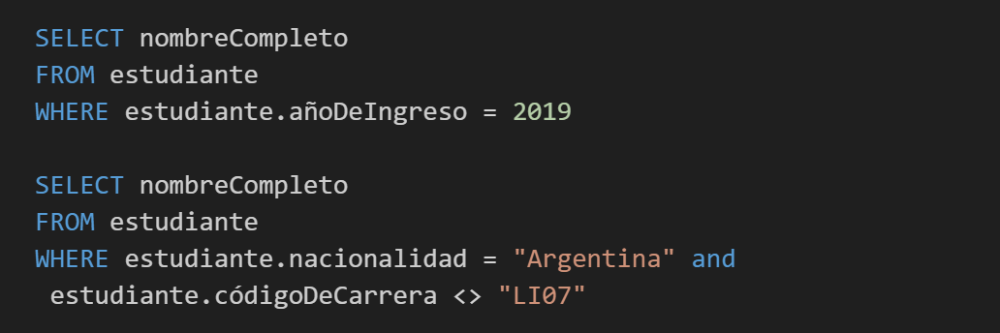 SELECT nombreCompleto
FROM estudiante
WHERE estudiante.añoDeIngreso = 2019
SELECT nombreCompleto
FROM estudiante
WHERE estudiante.nacionalidad = "Argentina" and
estudiante.códigoDeCarrera <> "LI07"